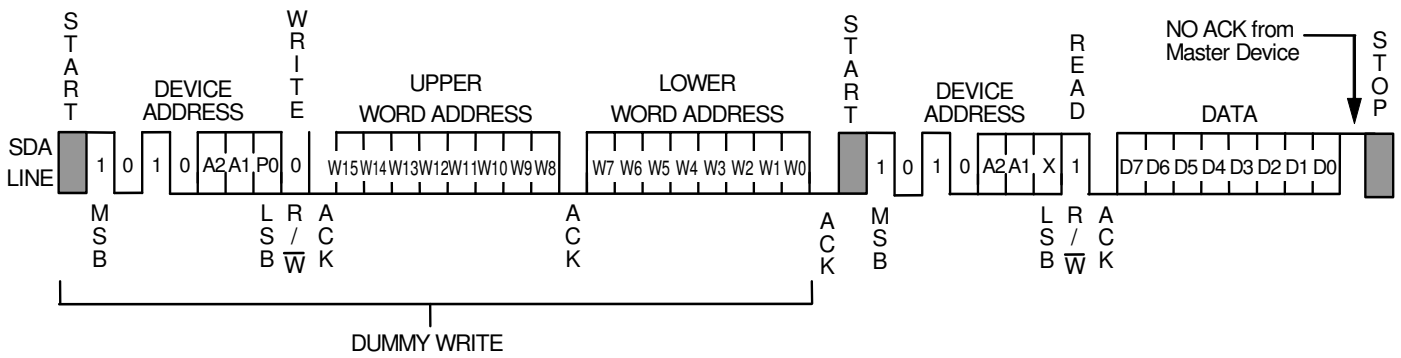 START
WRITE
START
READ
NO ACK from
Master Device
STOP
DEVICE
ADDRESS
UPPER
WORD ADDRESS
LOWER
WORD ADDRESS
DEVICE
ADDRESS
DATA
SDA
LINE
1 0 1 0 A2 A1 P0 0 W15 W14 W13 W12 W11 W10 W9 W8 W7 W6 W5 W4 W3 W2 W1 W0 1 0 1 0 A2 A1 X 1 D7 D6 D5 D4 D3 D2 D1 D0
MSB
LSB
R/W̅
ACK
ACK
ACK
MSB
LSB
R/W̅
ACK
DUMMY WRITE